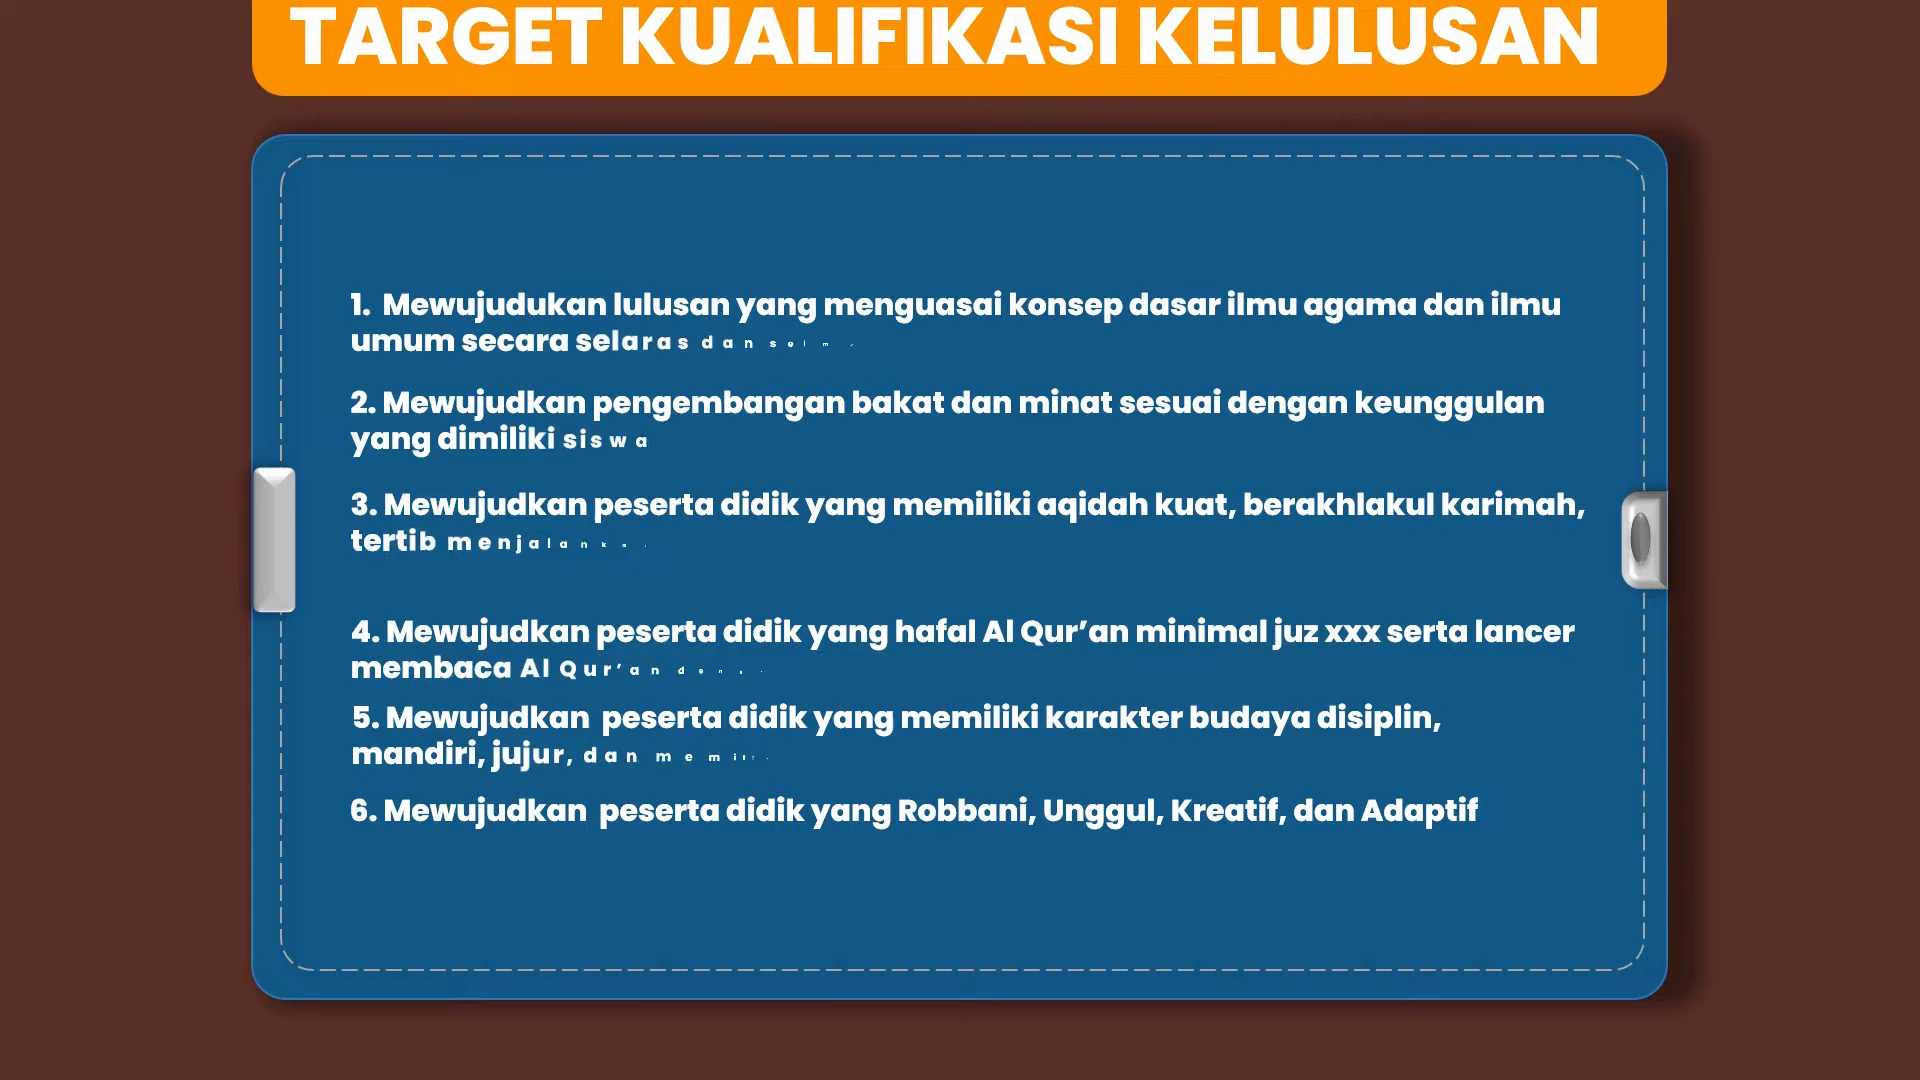 TARGET KUALIFIKASI KELULUSAN
1. Mewujudukan lulusan yang menguasai konsep dasar ilmu agama dan ilmu
umum secara selaras dan
2. Mewujudkan pengembangan bakat dan minat sesuai dengan keunggulan
yang dimiliki siswa
3. Mewujudkan peserta didik yang memiliki aqidah kuat, berakhlakul karimah,
tertib
4. Mewujudkan peserta didik yang hafal Al Qur’an minimal juz xxx serta lancer
membaca Al Qur’an
5. Mewujudkan peserta didik yang memiliki karakter budaya disiplin,
mandiri, jujur, dan
6. Mewujudkan peserta didik yang Robbani, Unggul, Kreatif, dan Adaptif